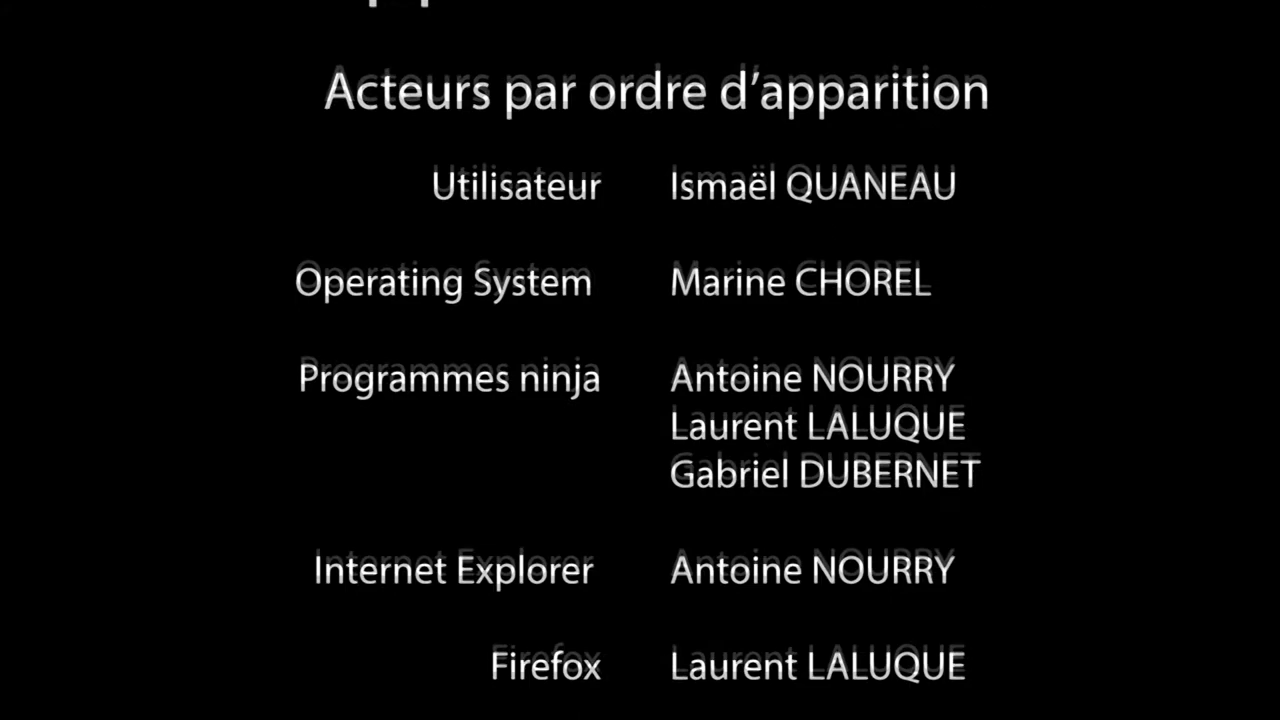 Acteurs par ordre d’apparition
Utilisateur Ismaël QUANEAU
Operating System Marine CHOREL
Programmes ninja Antoine NOURRY
Laurent LALUQUE
Gabriel DUBERNET
Internet Explorer Antoine NOURRY
Firefox Laurent LALUQUE